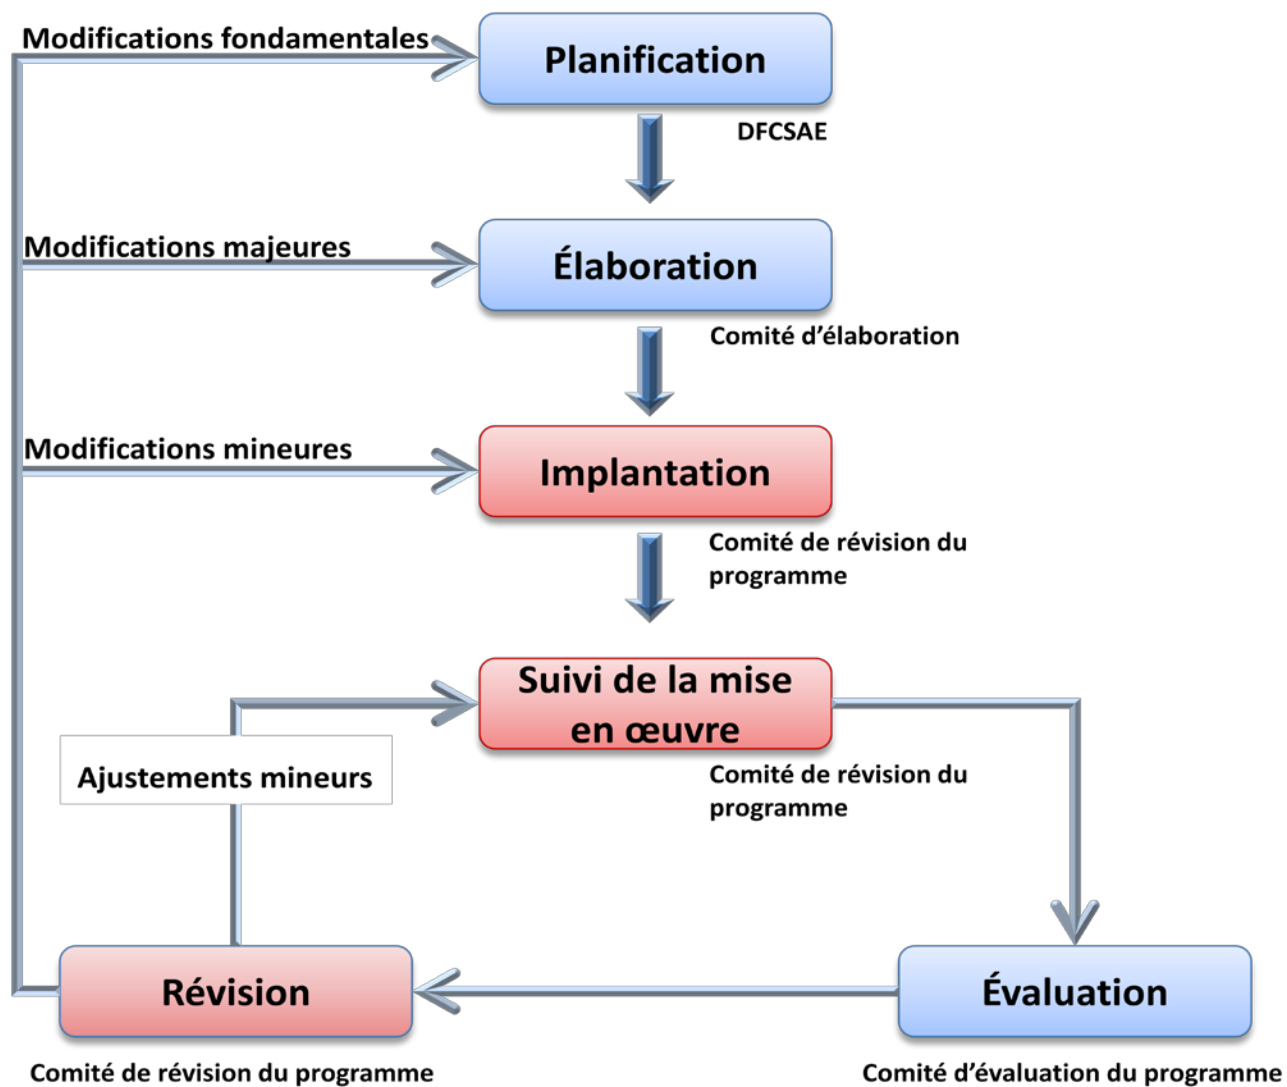 Modifications fondamentales
Planification
DFCSAE
Modifications majeures
Élaboration
Comité d'élaboration
Modifications mineures
Implantation
Comité de révision du
programme
Suivi de la mise
en œuvre
Ajustements mineurs
Comité de révision du
programme
Révision
Évaluation
Comité de révision du programme
Comité d'évaluation du programme